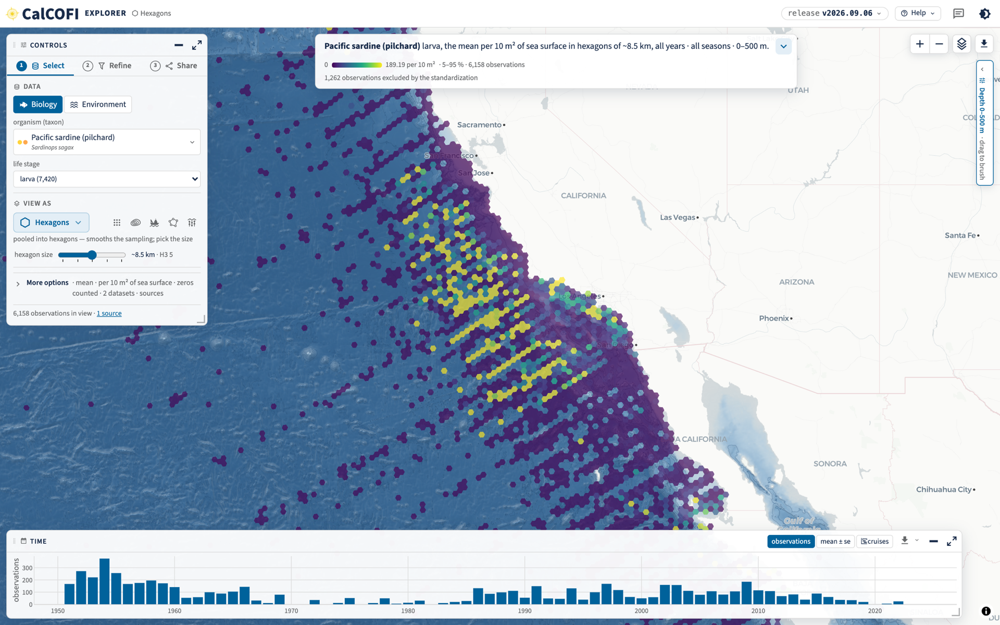 CalCOFI EXPLORER Hexagons
release v2026.09.06
Help
CONTROLS
1 Select 2 Refine 3 Share
DATA
Biology Environment
organism (taxon)
Pacific sardine (pilchard)
Sardinops sagax
life stage
larva (7,420)
VIEW AS
Hexagons
pooled into hexagons — smooths the sampling; pick the size
hexagon size ~8.5 km · H3 5
More options · mean · per 10 m² of sea surface · zeros
counted · 2 datasets · sources
6,158 observations in view · 1 source
Pacific sardine (pilchard) larva, the mean per 10 m² of sea surface in hexagons of ~8.5 km, all years · all seasons · 0–500 m.
0 189.19 per 10 m² · 5–95 % · 6,158 observations
1,262 observations excluded by the standardization
Depth 0–500 m · drag to brush
Salt Lake
NEVADA
UTAH
Sacramento
San Francisco
San Jose
CALIFORNIA
Las Vegas
Santa Fe
NEW MEXICO
ARIZONA
Los Angeles
Phoenix
San Diego
A CALIFORNIA
SONORA
Chihuahua City
Gulf of
California
TIME
observations mean ± se cruises
observations
300
200
100
0
1950 1960 1970 1980 1990 2000 2010 2020